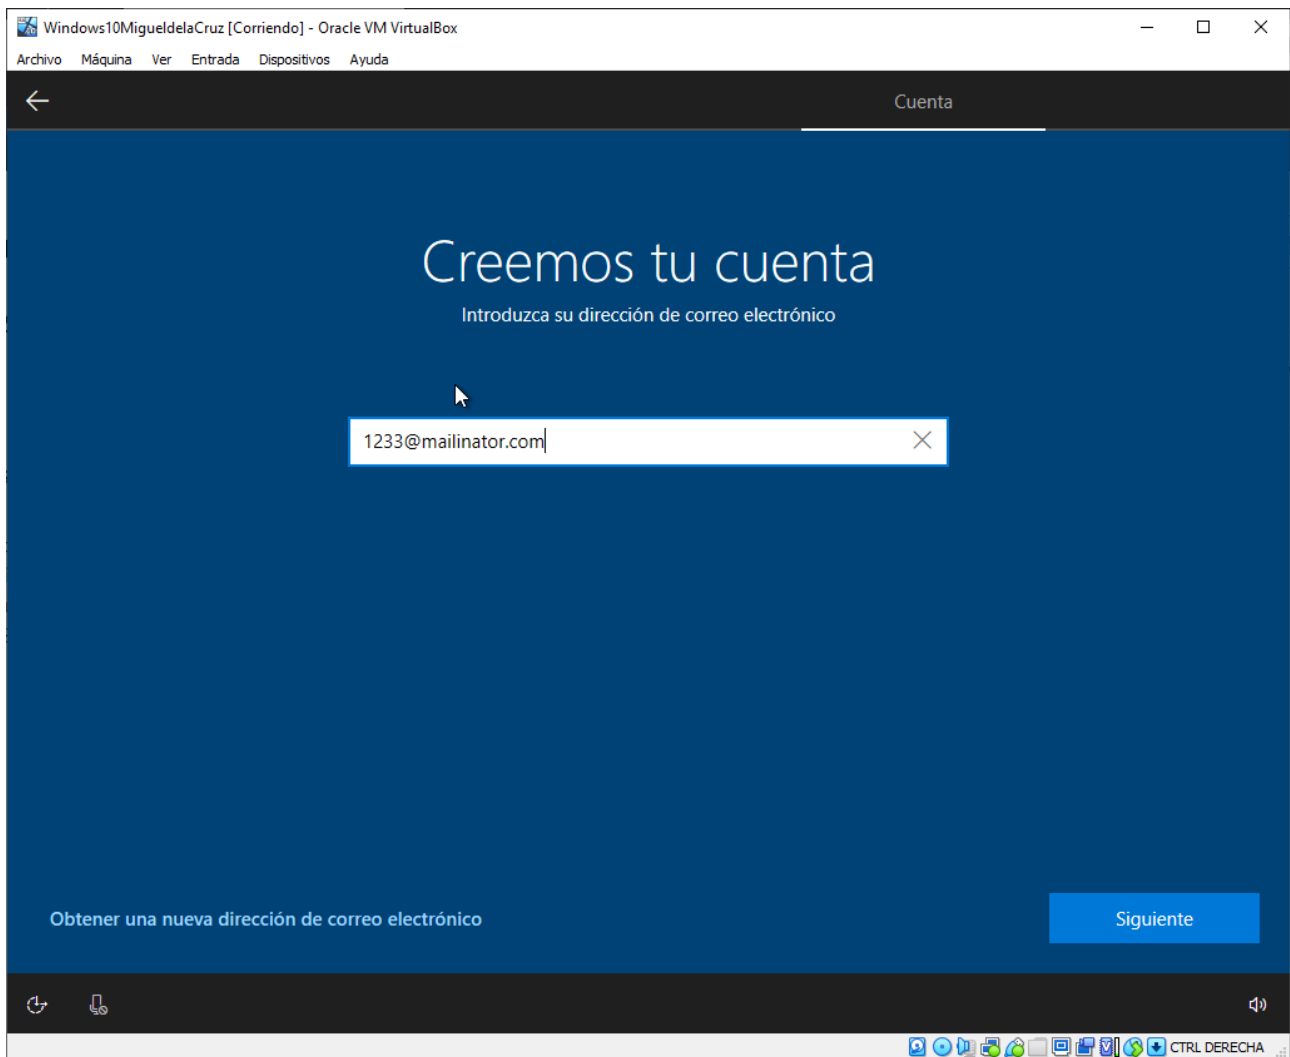 Windows10MigueldelaCruz [Corriendo] - Oracle VM VirtualBox
Archivo Máquina Ver Entrada Dispositivos Ayuda
Cuenta
Creemos tu cuenta
Introduzca su dirección de correo electrónico
1233@mailinator.com
Obtener una nueva dirección de correo electrónico
Siguiente
CTRL DERECHA